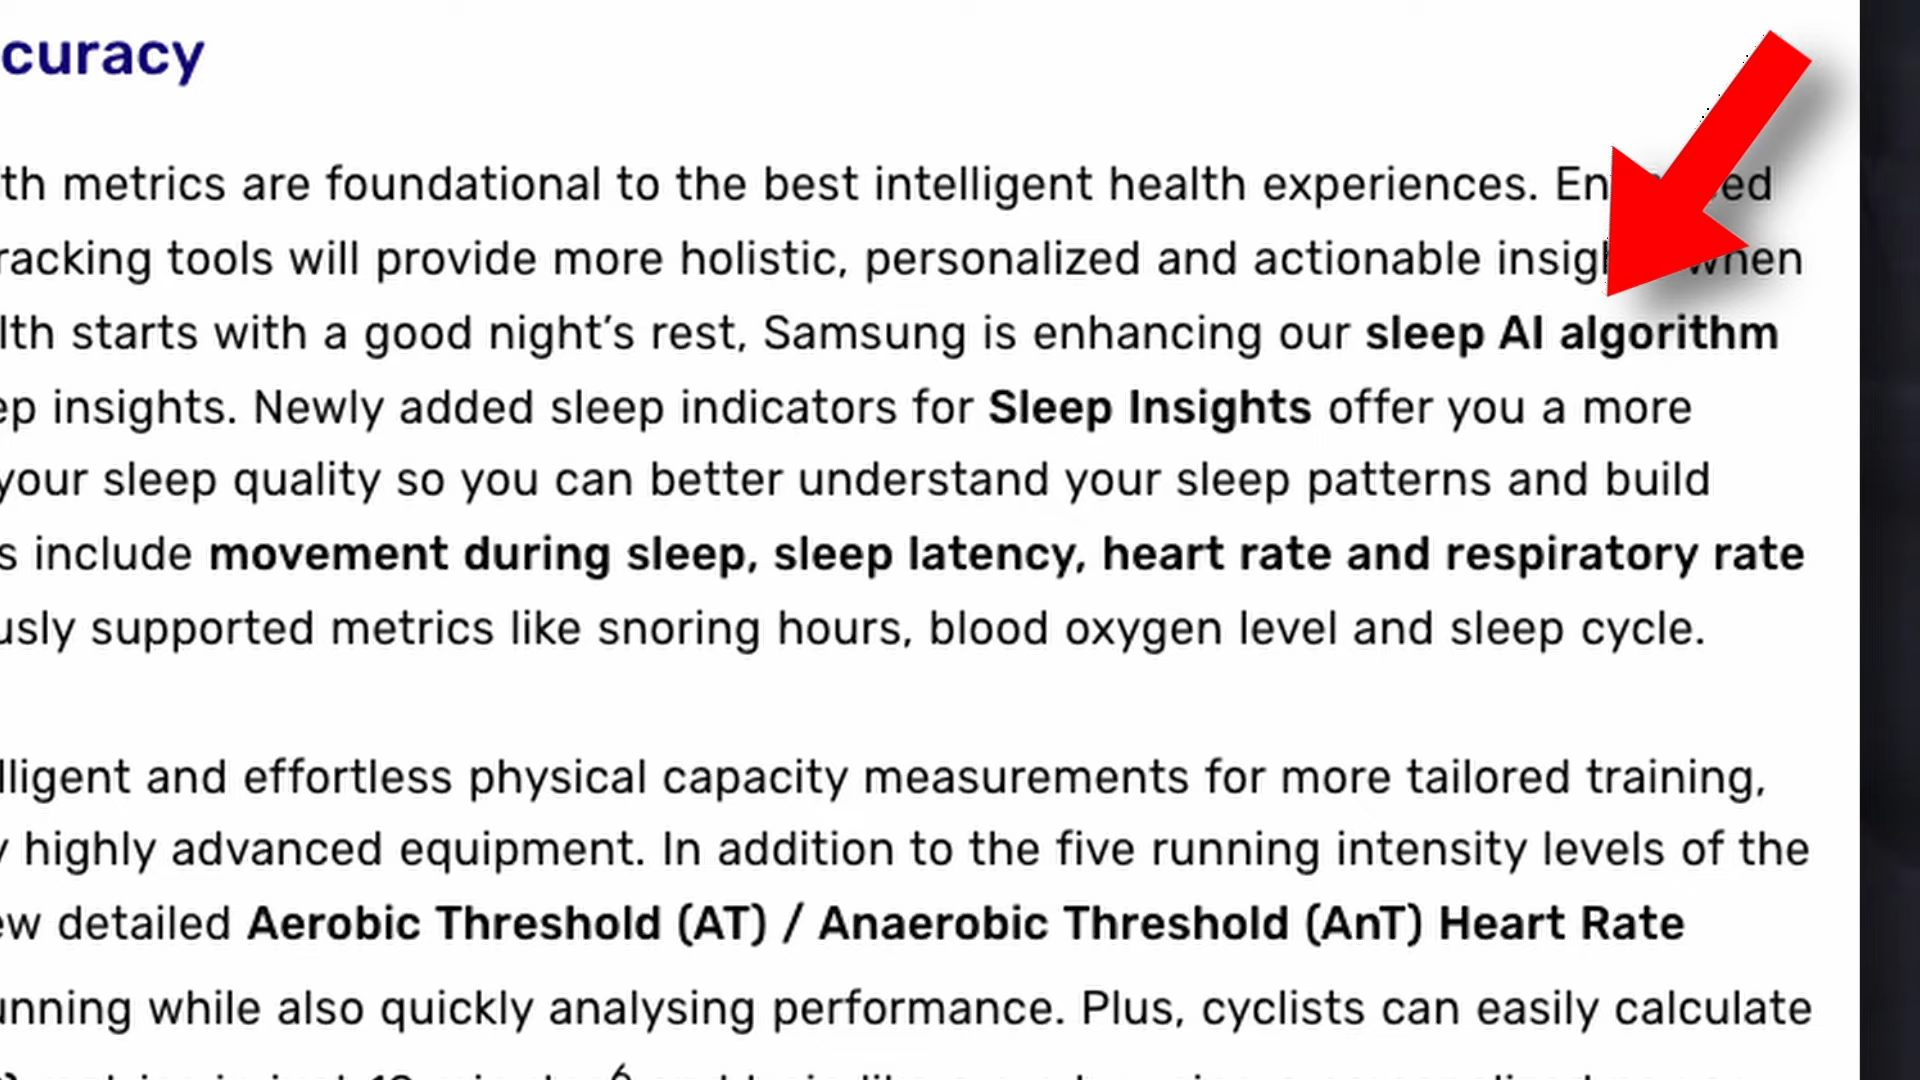 curacy
th metrics are foundational to the best intelligent health experiences.
racking tools will provide more holistic, personalized and actionable when
lth starts with a good night's rest, Samsung is enhancing our sleep AI algorithm
ep insights. Newly added sleep indicators for Sleep Insights offer you a more
your sleep quality so you can better understand your sleep patterns and build
s include movement during sleep, sleep latency, heart rate and respiratory rate
usly supported metrics like snoring hours, blood oxygen level and sleep cycle.
lligent and effortless physical capacity measurements for more tailored training,
y highly advanced equipment. In addition to the five running intensity levels of the
ew detailed Aerobic Threshold (AT) / Anaerobic Threshold (AnT) Heart Rate
unning while also quickly analysing performance. Plus, cyclists can easily calculate